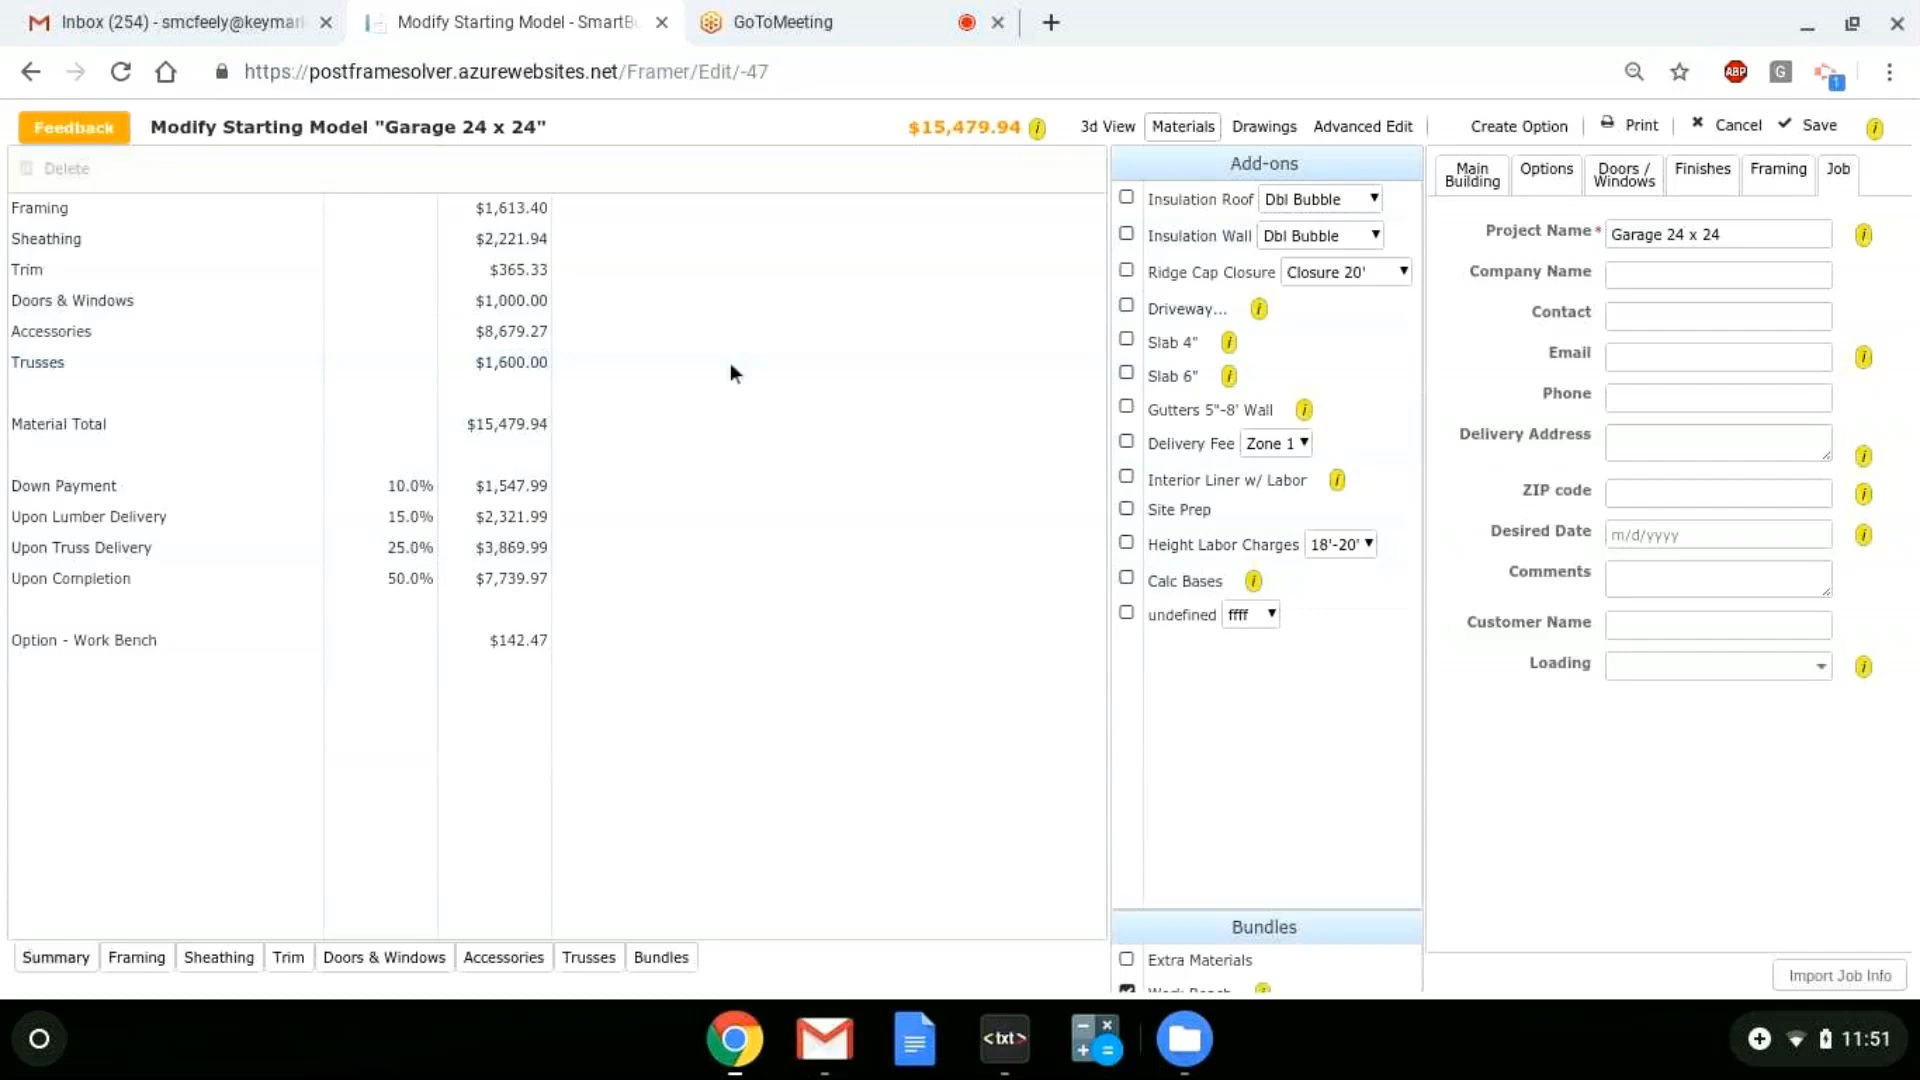 Inbox (254) - smcfeely@keymar
Modify Starting Model - SmartB
GoToMeeting
https://postframesolver.azurewebsites.net/Framer/Edit/-47
ABP
G
1
Feedback
Modify Starting Model "Garage 24 x 24"
$15,479.94 i
3d View Materials Drawings Advanced Edit
Create Option Print Cancel Save i
Delete
Framing $1,613.40
Sheathing $2,221.94
Trim $365.33
Doors & Windows $1,000.00
Accessories $8,679.27
Trusses $1,600.00
Material Total $15,479.94
Down Payment 10.0% $1,547.99
Upon Lumber Delivery 15.0% $2,321.99
Upon Truss Delivery 25.0% $3,869.99
Upon Completion 50.0% $7,739.97
Option - Work Bench $142.47
Summary Framing Sheathing Trim Doors & Windows Accessories Trusses Bundles
Add-ons
Insulation Roof Dbl Bubble
Insulation Wall Dbl Bubble
Ridge Cap Closure Closure 20'
Driveway... i
Slab 4" i
Slab 6" i
Gutters 5"-8' Wall i
Delivery Fee Zone 1
Interior Liner w/ Labor i
Site Prep
Height Labor Charges 18'-20'
Calc Bases i
undefined ffff
Bundles
Extra Materials
Work Bench
Main Building Options Doors / Windows Finishes Framing Job
Project Name* Garage 24 x 24 i
Company Name
Contact
Email i
Phone
Delivery Address i
ZIP code i
Desired Date m/d/yyyy i
Comments
Customer Name
Loading i
Import Job Info
<txt>
11:51